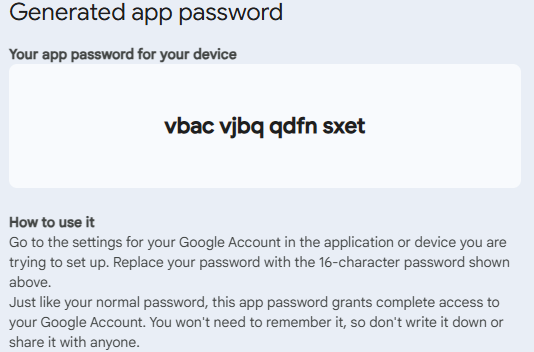 Generated app password
Your app password for your device
vbac vjbq qdfn sxet
How to use it
Go to the settings for your Google Account in the application or device you are
trying to set up. Replace your password with the 16-character password shown
above.
Just like your normal password, this app password grants complete access to
your Google Account. You won't need to remember it, so don't write it down or
share it with anyone.